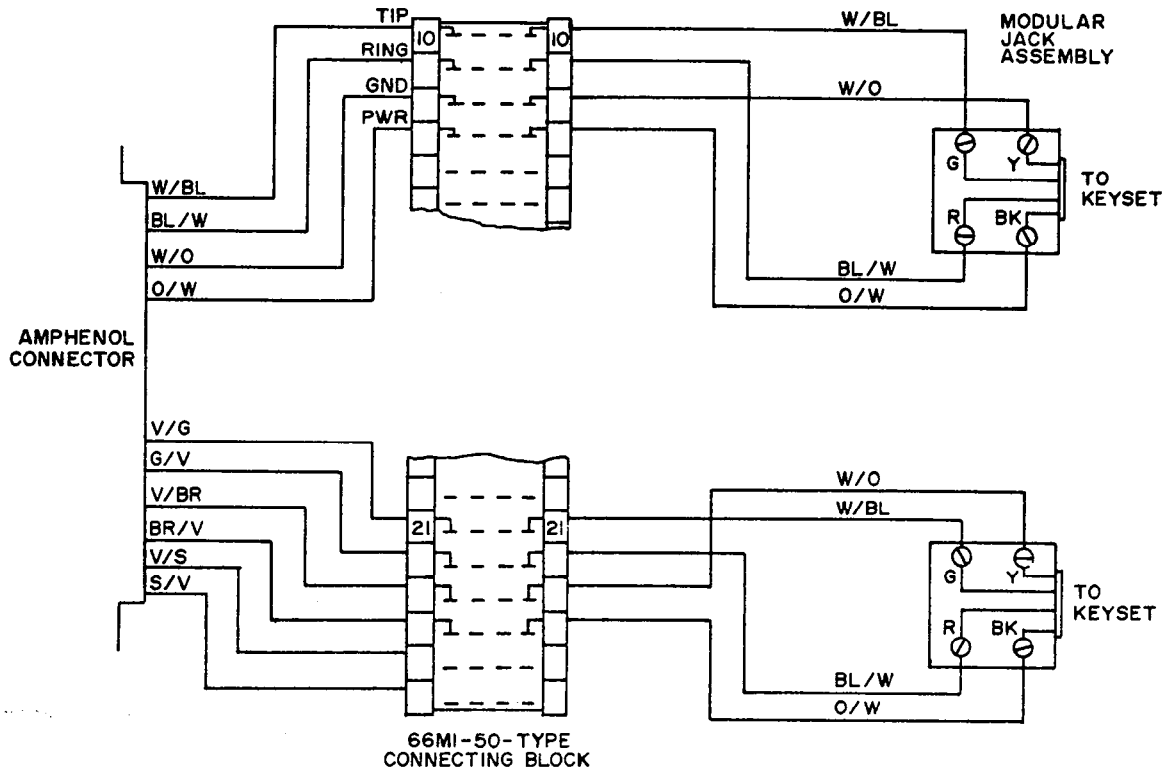 TIP
10
10
W/BL
MODULAR
JACK
ASSEMBLY
RING
GND
W/O
PWR
G
Y
TO
KEYSET
W/BL
BL/W
R
BK
W/O
BL/W
O/W
O/W
AMPHENOL
CONNECTOR
V/G
G/V
W/O
V/BR
W/BL
21
21
BR/V
V/S
G
Y
S/V
TO
KEYSET
R
BK
BL/W
O/W
66M1-50-TYPE
CONNECTING BLOCK